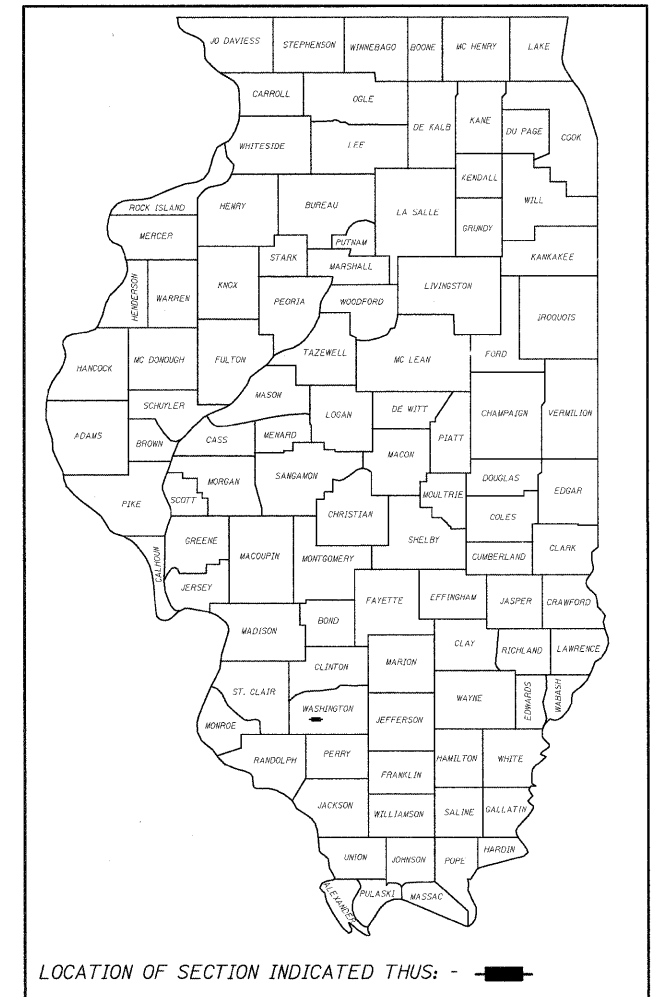 JO DAVIESS
STEPHENSON
WINNEBAGO
BOONE
MC HENRY
LAKE
CARROLL
OGLE
DE KALB
KANE
DU PAGE
COOK
WHITESIDE
LEE
KENDALL
WILL
ROCK ISLAND
HENRY
BUREAU
LA SALLE
GRUNDY
MERCER
PUTNAM
STARK
MARSHALL
KANKAKEE
HENDERSON
WARREN
KNOX
PEORIA
WOODFORD
LIVINGSTON
IROQUOIS
HANCOCK
MC DONOUGH
FULTON
TAZEWELL
MC LEAN
FORD
MASON
SCHUYLER
LOGAN
DE WITT
CHAMPAIGN
VERMILION
ADAMS
BROWN
CASS
MENARD
PIATT
MACON
SANGAMON
MORGAN
SCOTT
PIKE
MOULTRIE
DOUGLAS
EDGAR
CHRISTIAN
COLES
GREENE
MACOUPIN
MONTGOMERY
SHELBY
CUMBERLAND
CLARK
CALHOUN
JERSEY
FAYETTE
EFFINGHAM
JASPER
CRAWFORD
MADISON
BOND
CLAY
RICHLAND
LAWRENCE
CLINTON
MARION
ST. CLAIR
WAYNE
EDWARDS
WABASH
WASHINGTON
JEFFERSON
MONROE
RANDOLPH
PERRY
HAMILTON
WHITE
FRANKLIN
JACKSON
WILLIAMSON
SALINE
GALLATIN
UNION
JOHNSON
POPE
HARDIN
ALEXANDER
PULASKI
MASSAC
LOCATION OF SECTION INDICATED THUS: -